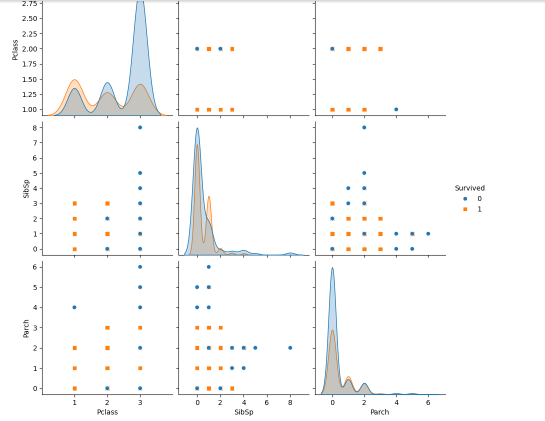 2.75
2.50
2.25
2.00
1.75
1.50
1.25
1.00
Pclass
8
7
6
5
4
3
2
1
0
SibSp
Survived
0
1
6
5
4
3
2
1
0
Parch
1 2 3
0 2 4 6 8
0 2 4 6
Pclass
SibSp
Parch